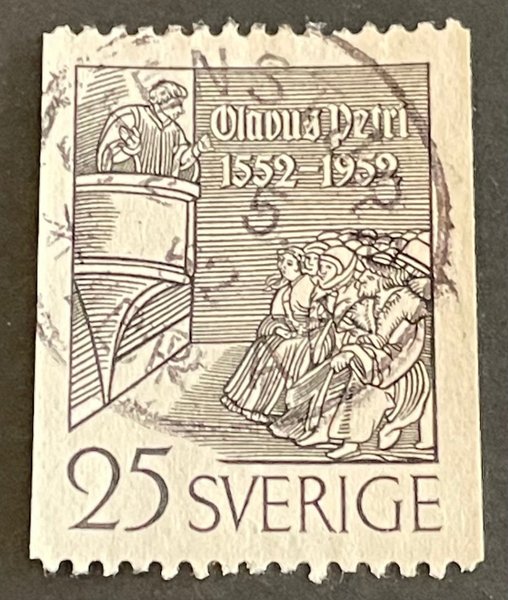 Olavus Petri
1552–1952
25 SVERIGE